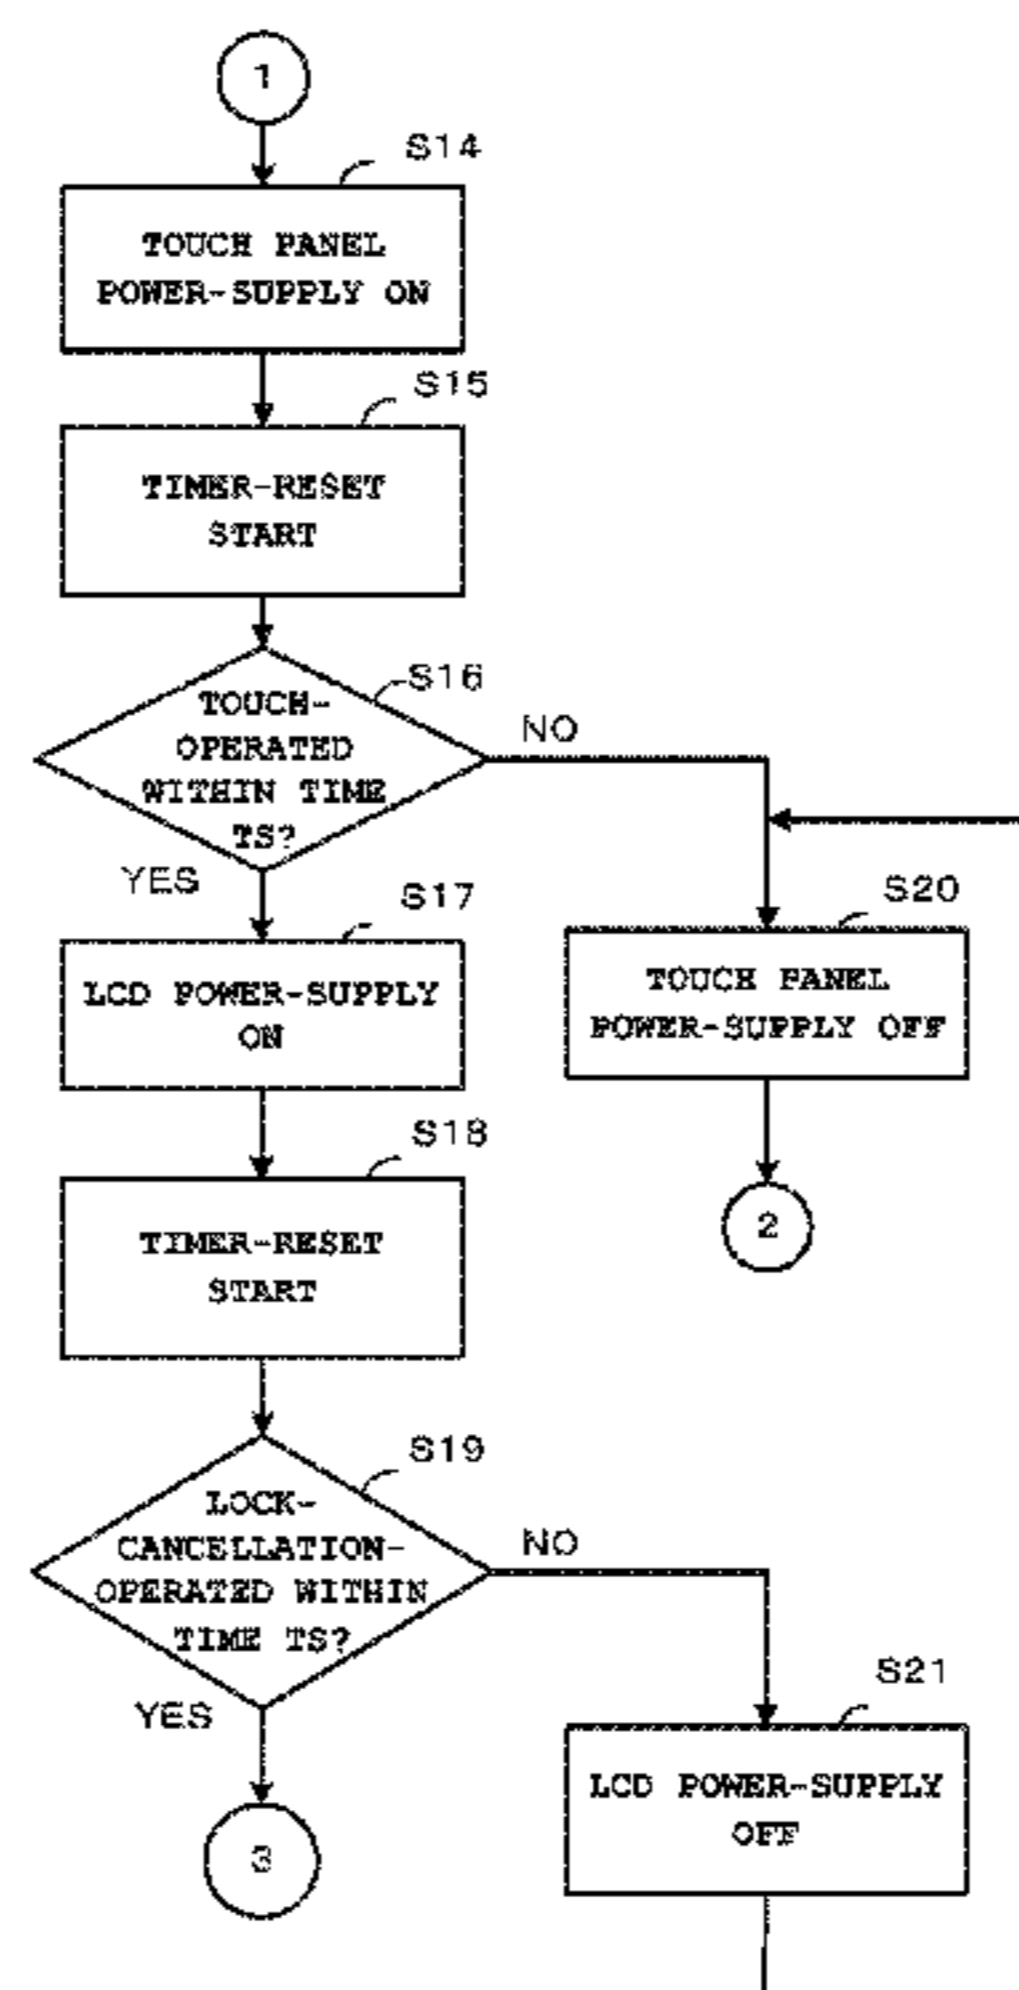 1
S14
TOUCH PANEL
POWER-SUPPLY ON
S15
TIMER-RESET
START
S16
TOUCH-
OPERATED
WITHIN TIME
TS?
NO
YES
S17
LCD POWER-SUPPLY
ON
S20
TOUCH PANEL
POWER-SUPPLY OFF
2
S18
TIMER-RESET
START
S19
LOCK-
CANCELLATION-
OPERATED WITHIN
TIME TS?
NO
YES
S21
LCD POWER-SUPPLY
OFF
3